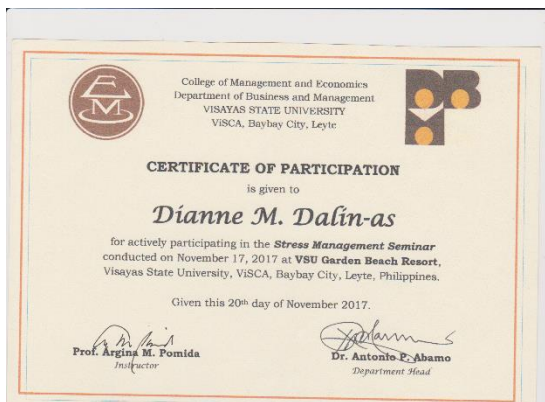 College of Management and Economics
Department of Business and Management
VISAYAS STATE UNIVERSITY
ViSCA, Baybay City, Leyte
CERTIFICATE OF PARTICIPATION
is given to
Dianne M. Dalin-as
for actively participating in the Stress Management Seminar
conducted on November 17, 2017 at VSU Garden Beach Resort,
Visayas State University, ViSCA, Baybay City, Leyte, Philippines.
Given this 20th day of November 2017.
Prof. Argina M. Pomida
Instructor
Dr. Antonio P. Abamo
Department Head